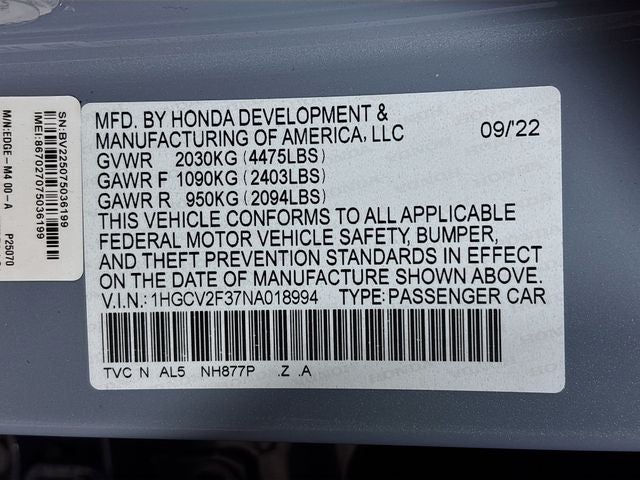 MFD. BY HONDA DEVELOPMENT &
MANUFACTURING OF AMERICA, LLC 09/'22
GVWR 2030KG (4475LBS)
GAWR F 1090KG (2403LBS)
GAWR R 950KG (2094LBS)
THIS VEHICLE CONFORMS TO ALL APPLICABLE
FEDERAL MOTOR VEHICLE SAFETY, BUMPER,
AND THEFT PREVENTION STANDARDS IN EFFECT
ON THE DATE OF MANUFACTURE SHOWN ABOVE.
V.I.N.: 1HGCV2F37NA018994 TYPE: PASSENGER CAR
TVC N AL5 NH877P .Z .A
SN:BV225075036199
IMEI:867027075036199
M/N:EDGE-M4 00-A P25070